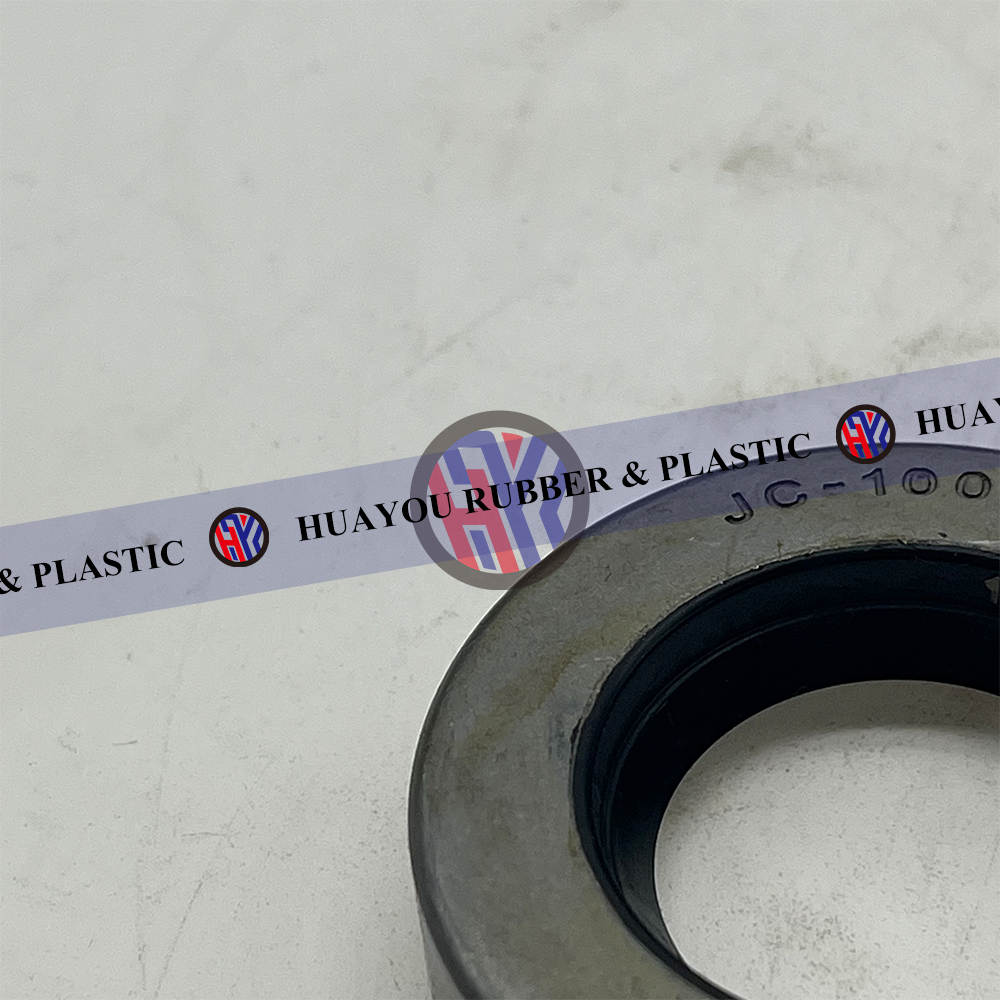 & PLASTIC HUAYOU RUBBER & PLASTIC HUAY
JC-100